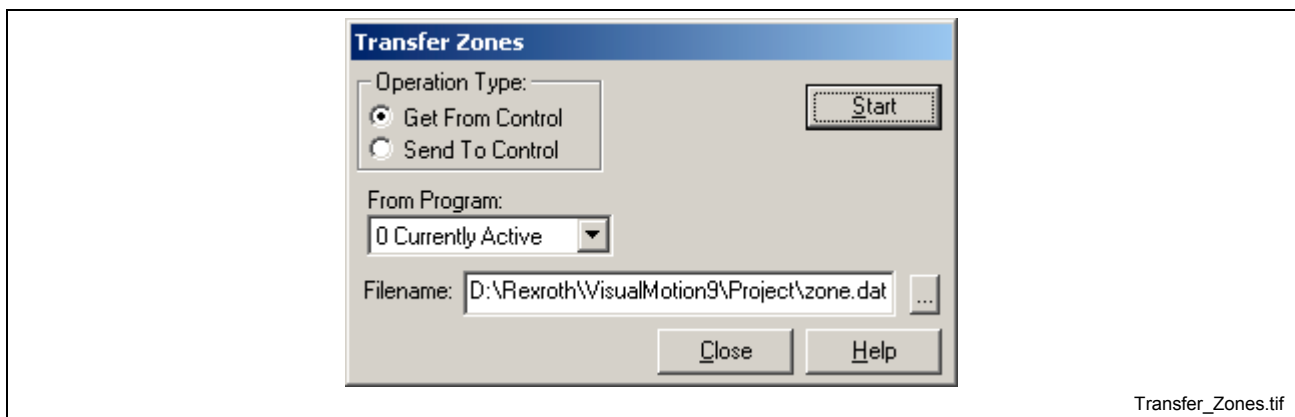 Transfer Zones
Operation Type:
Get From Control
Send To Control
Start
From Program:
0 Currently Active
Filename: D:\Rexroth\VisualMotion9\Project\zone.dat ...
Close Help
Transfer_Zones.tif